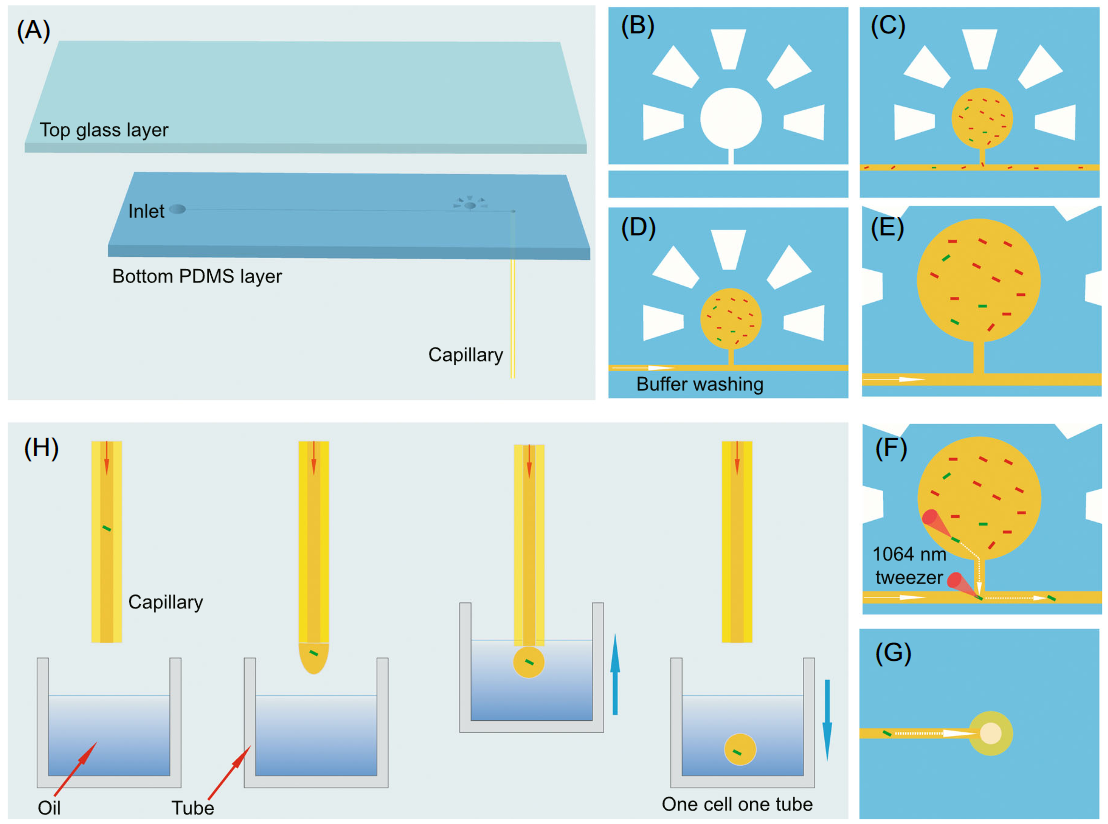 (A)
Top glass layer
Inlet
Bottom PDMS layer
Capillary
(B)
(C)
(D)
Buffer washing
(E)
(F)
1064 nm
tweezer
(G)
(H)
Capillary
Oil
Tube
One cell one tube